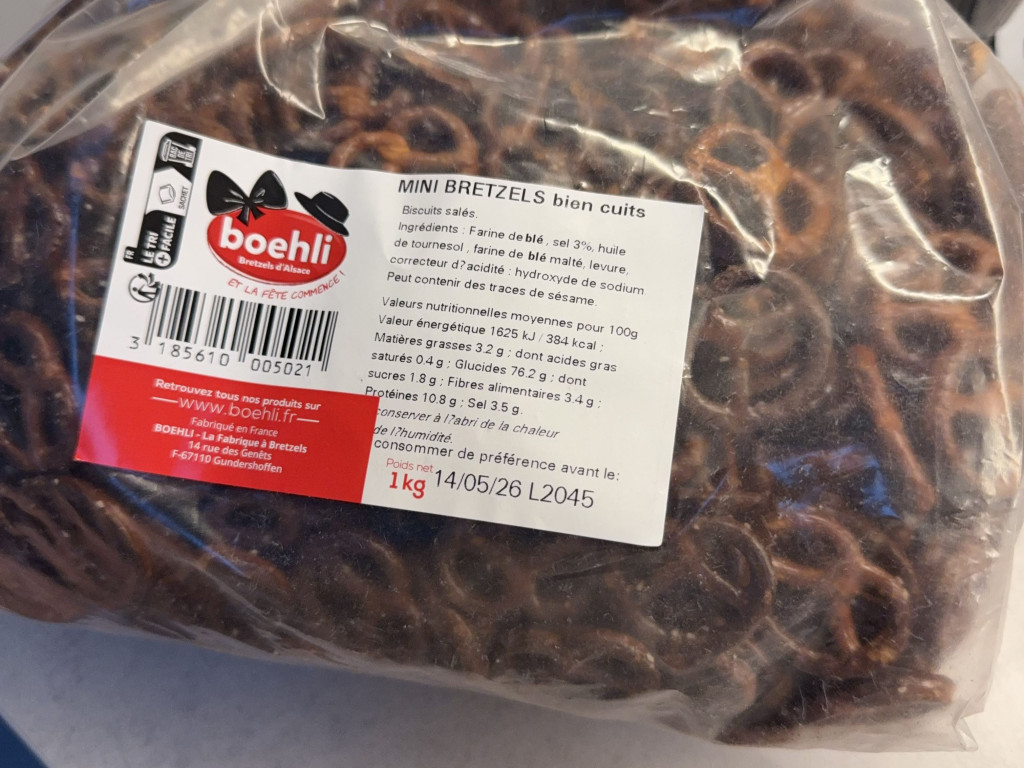 FR
LE TRI
+ FACILE
SACHET
BAC
DE TRI
boehli
Bretzels d'Alsace
ET LA FÊTE COMMENCE !
3 185610 005021
Retrouvez tous nos produits sur
www.boehli.fr
Fabriqué en France
BOEHLI - La Fabrique à Bretzels
14 rue des Genêts
F-67110 Gundershoffen
MINI BRETZELS bien cuits
Biscuits salés.
Ingrédients : Farine de blé , sel 3%, huile
de tournesol , farine de blé malté, levure,
correcteur d?acidité : hydroxyde de sodium
Peut contenir des traces de sésame.
Valeurs nutritionnelles moyennes pour 100g
Valeur énergétique 1625 kJ / 384 kcal ;
Matières grasses 3.2 g ; dont acides gras
saturés 0.4 g ; Glucides 76.2 g ; dont
sucres 1.8 g ; Fibres alimentaires 3.4 g ;
Protéines 10.8 g ; Sel 3.5 g.
conserver à l?abri de la chaleur
de l?humidité.
consommer de préférence avant le:
Poids net
1kg
14/05/26 L2045